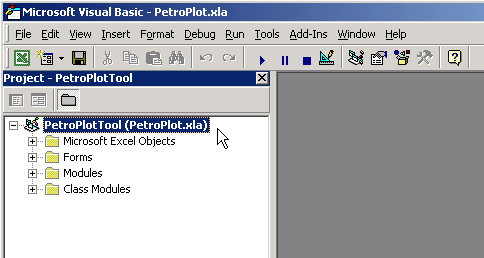 Microsoft Visual Basic - PetroPlot.xla
File Edit View Insert Format Debug Run Tools Add-Ins Window Help
Project - PetroPlotTool
PetroPlotTool (PetroPlot.xla)
Microsoft Excel Objects
Forms
Modules
Class Modules